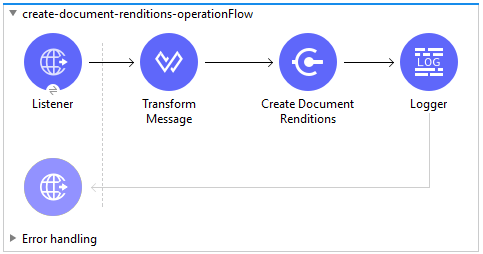 create-document-renditions-operationFlow
LOG
Listener
Transform
Message
Create Document
Renditions
Logger
Error handling